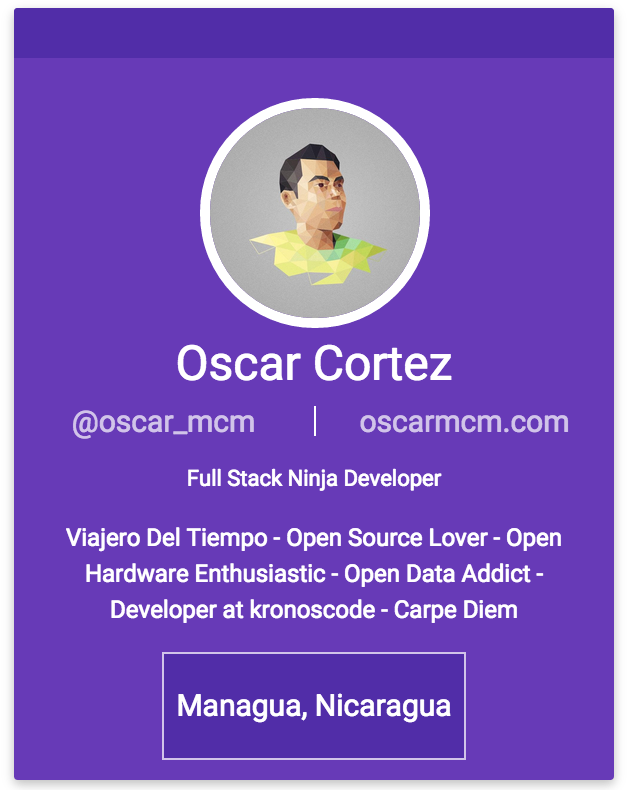 Oscar Cortez
@oscar_mcm | oscarmcm.com
Full Stack Ninja Developer
Viajero Del Tiempo - Open Source Lover - Open
Hardware Enthusiastic - Open Data Addict -
Developer at kronoscode - Carpe Diem
Managua, Nicaragua